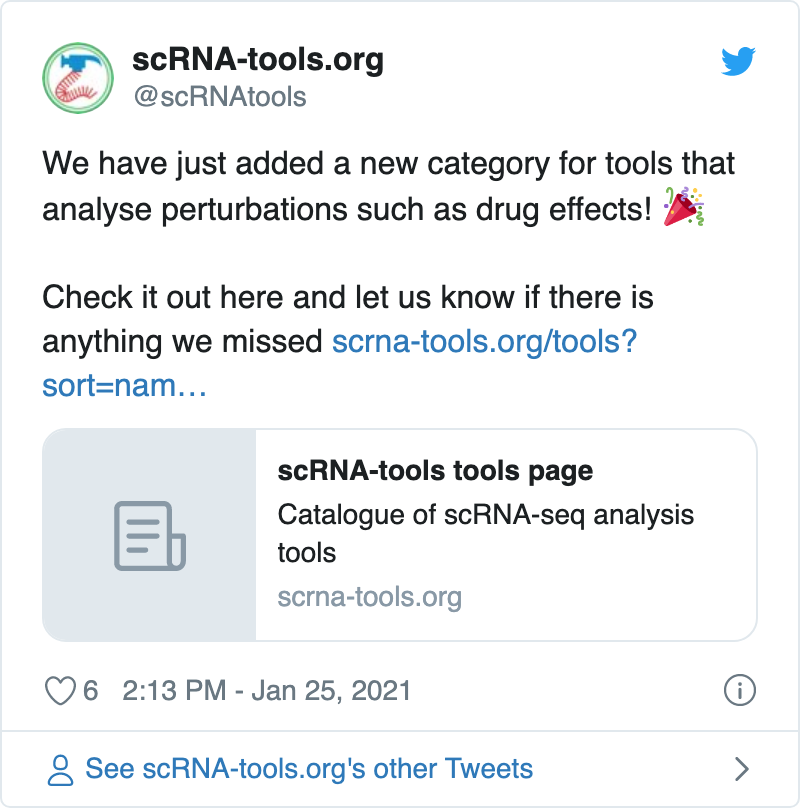 scRNA-tools.org
@scRNAtools
We have just added a new category for tools that
analyse perturbations such as drug effects! 🎉
Check it out here and let us know if there is
anything we missed scrna-tools.org/tools?
sort=nam…
scRNA-tools tools page
Catalogue of scRNA-seq analysis
tools
scrna-tools.org
6 2:13 PM - Jan 25, 2021
See scRNA-tools.org's other Tweets